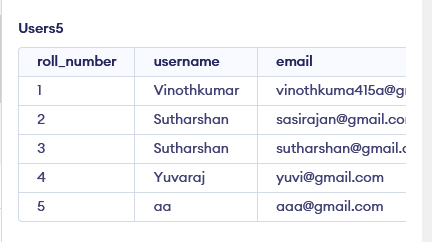 Users5
roll_number username email
1 Vinothkumar vinothkuma415a@g
2 Sutharshan sasirajan@gmail.co
3 Sutharshan sutharshan@gmail.
4 Yuvaraj yuvi@gmail.com
5 aa aaa@gmail.com